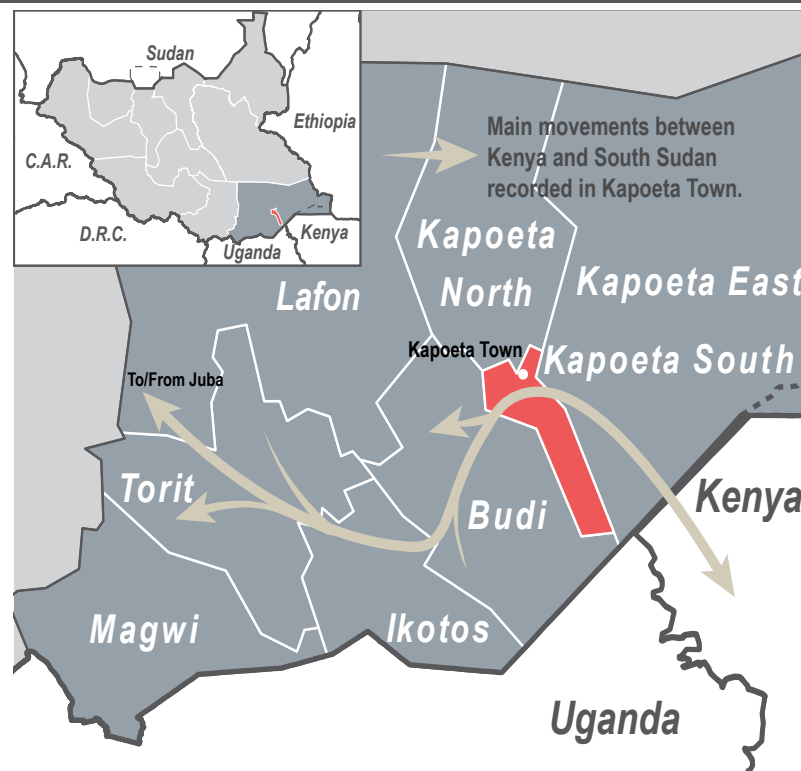 Sudan
Ethiopia
C.A.R.
D.R.C.
Kenya
Uganda
Main movements between
Kenya and South Sudan
recorded in Kapoeta Town.
Kapoeta
North
Kapoeta East
Lafon
Kapoeta Town
Kapoeta South
To/From Juba
Torit
Kenya
Budi
Magwi
Ikotos
Uganda